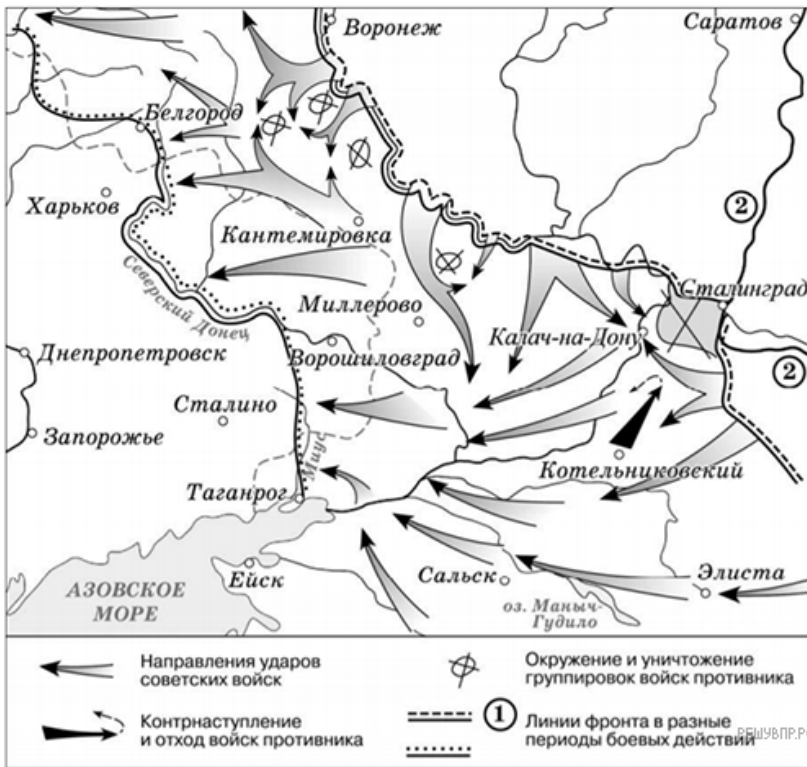 Воронеж
Саратов
Белгород
Харьков
②
Кантемировка
Северский Донец
Миллерово
Сталинград
Калач-на-Дону
Днепропетровск
Ворошиловград
②
Сталино
Запорожье
Миус
Котельниковский
Таганрог
АЗОВСКОЕ
МОРЕ
Ейск
Сальск
Элиста
оз. Маныч-
Гудило
Направления ударов
советских войск
Окружение и уничтожение
группировок войск противника
Контрнаступление
и отход войск противника
① Линии фронта в разные
периоды боевых действий
РЕШУВПР.РФ